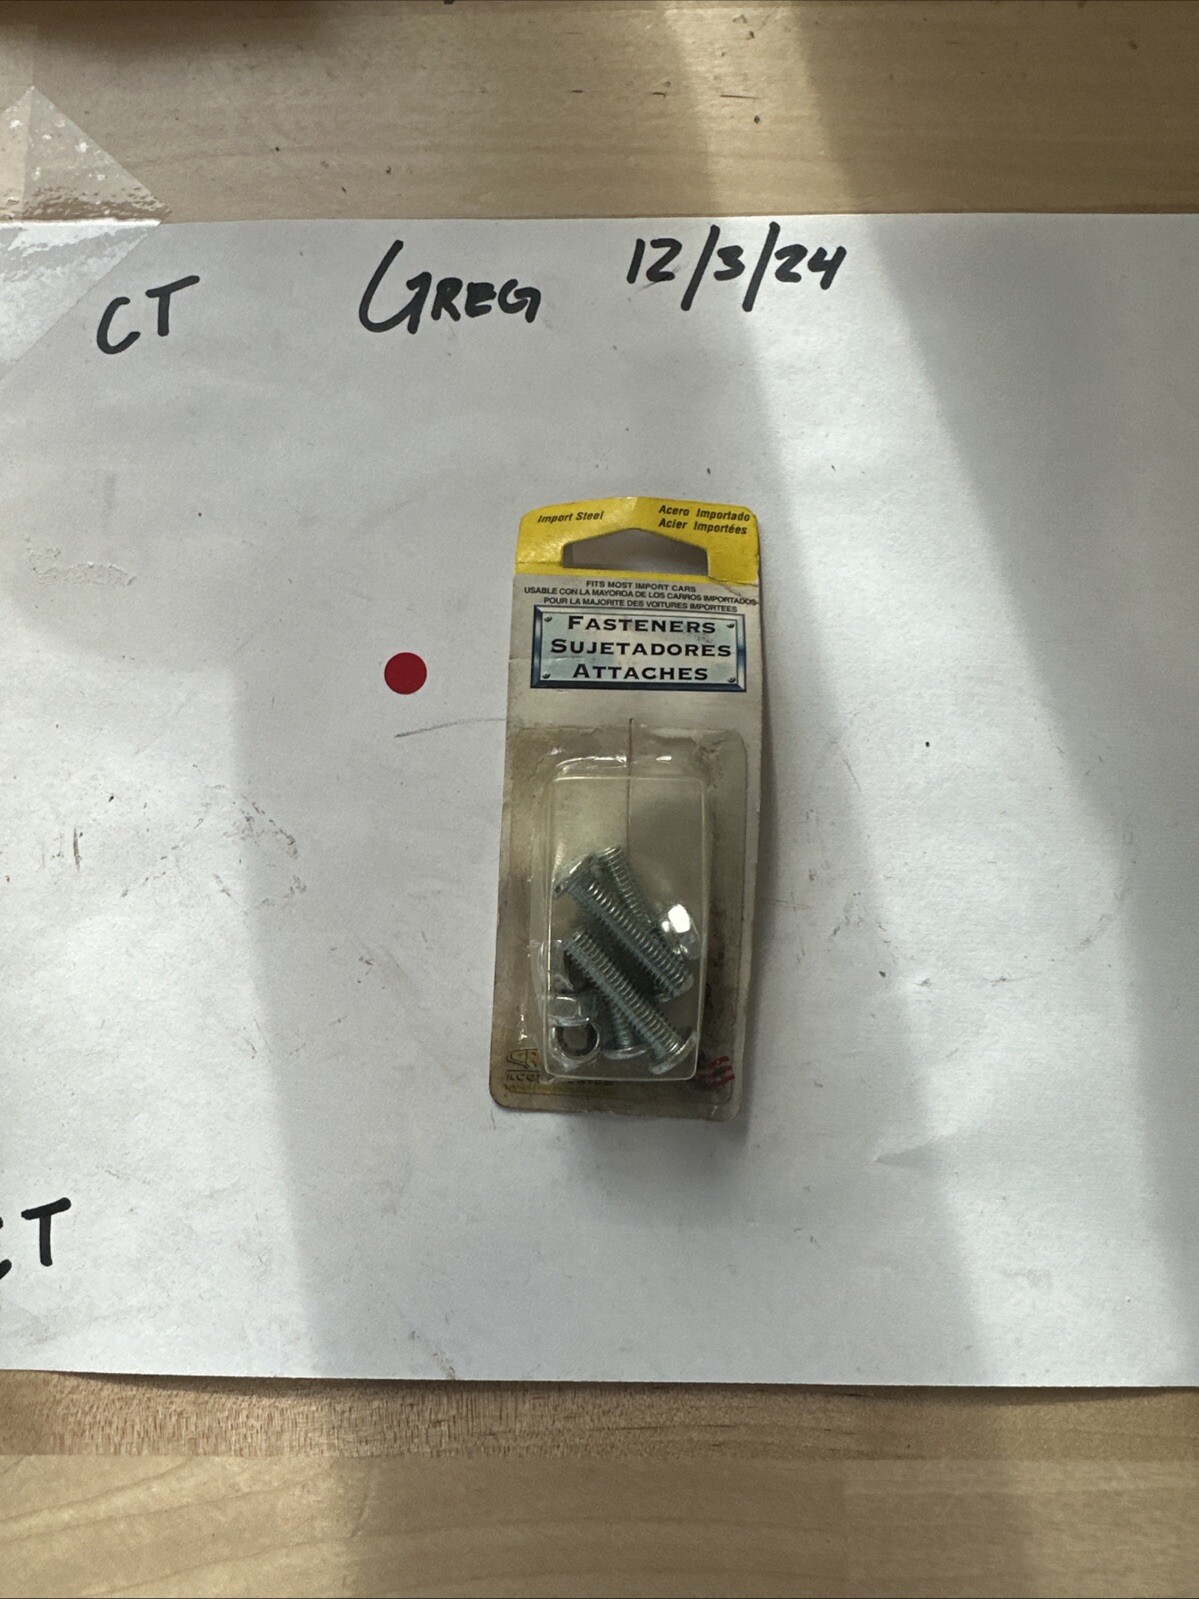 CT GREG 12/3/24
Import Steel
Acero Importado
Acier Importées
FITS MOST IMPORT CARS
USABLE CON LA MAYOROA DE LOS CARROS IMPORTADOS
POUR LA MAJORITE DES VOITURES IMPORTEES
FASTENERS
SUJETADORES
ATTACHES
CT